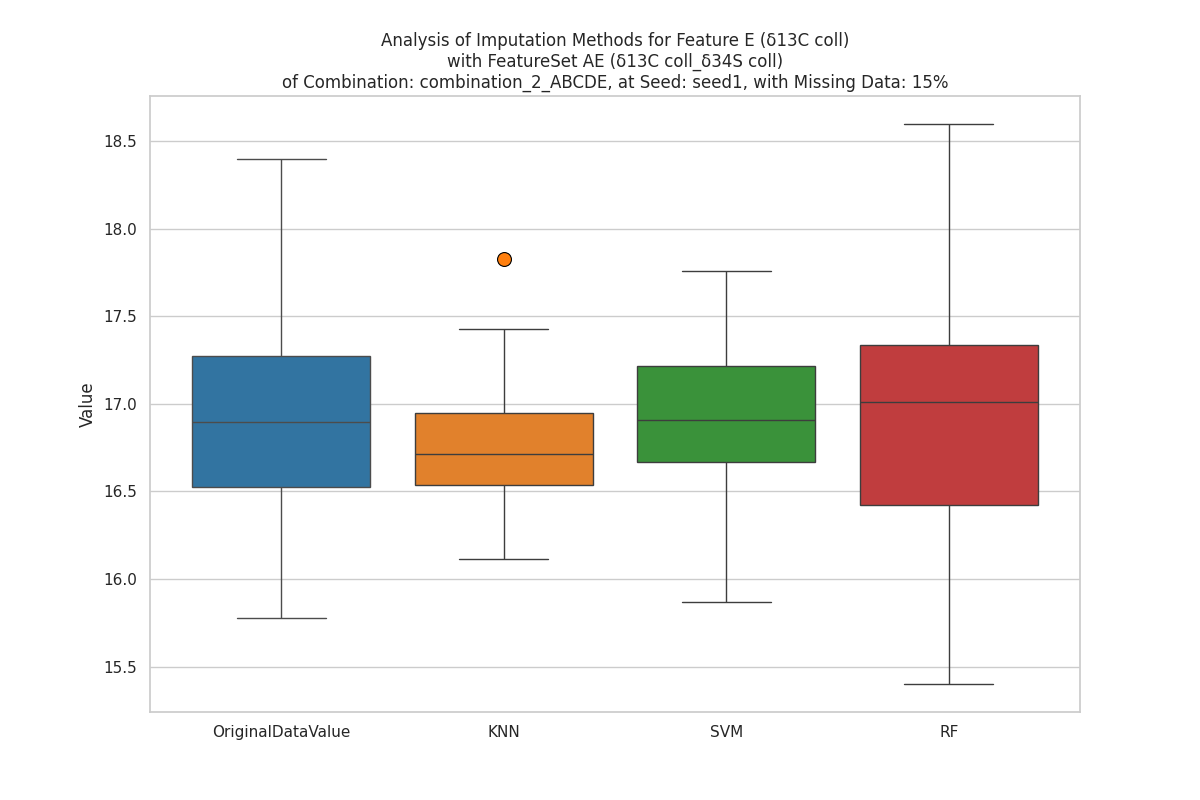 Analysis of Imputation Methods for Feature E (δ13C coll)
with FeatureSet AE (δ13C coll_δ34S coll)
of Combination: combination_2_ABCDE, at Seed: seed1, with Missing Data: 15%
18.5
18.0
17.5
17.0
16.5
16.0
15.5
Value
OriginalDataValue
KNN
SVM
RF